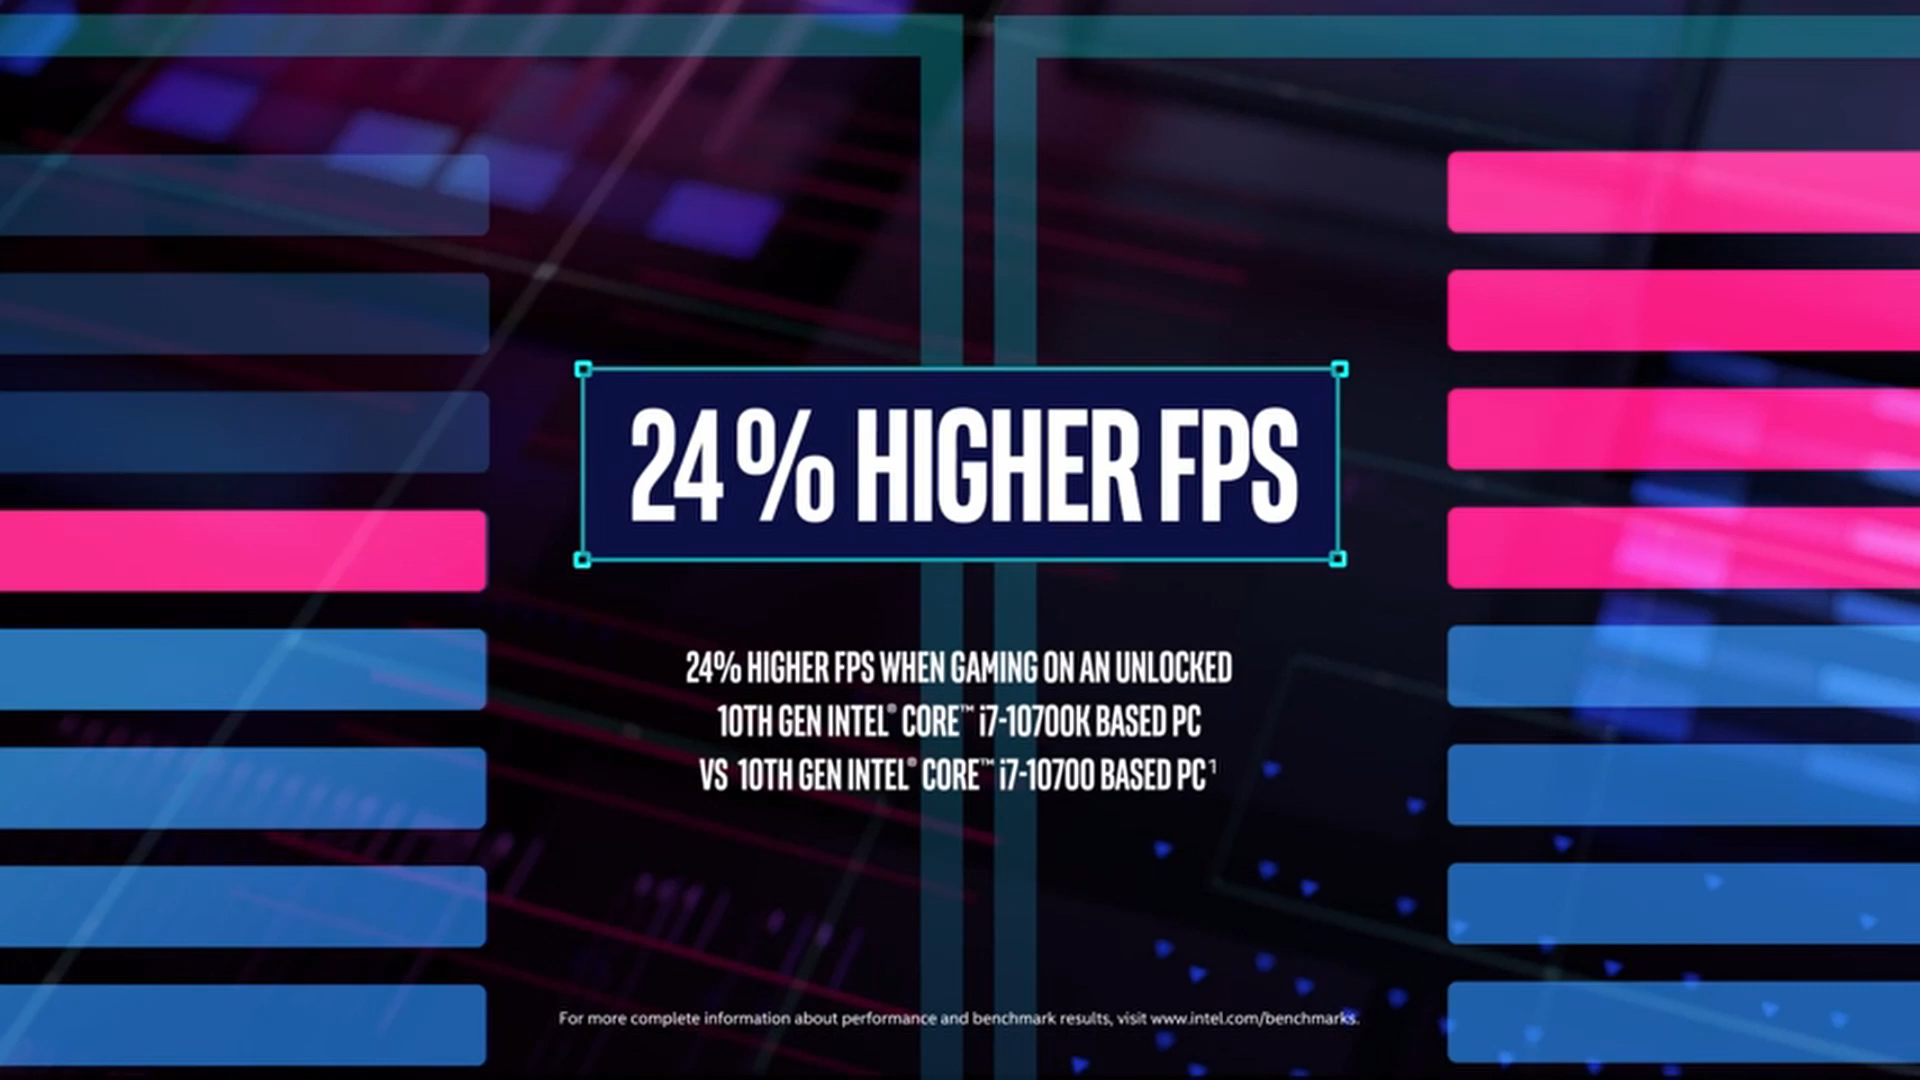 24% HIGHER FPS
24% HIGHER FPS WHEN GAMING ON AN UNLOCKED
10TH GEN INTEL® CORE™ i7-10700K BASED PC
VS 10TH GEN INTEL® CORE™ i7-10700 BASED PC¹
For more complete information about performance and benchmark results, visit www.intel.com/benchmarks.